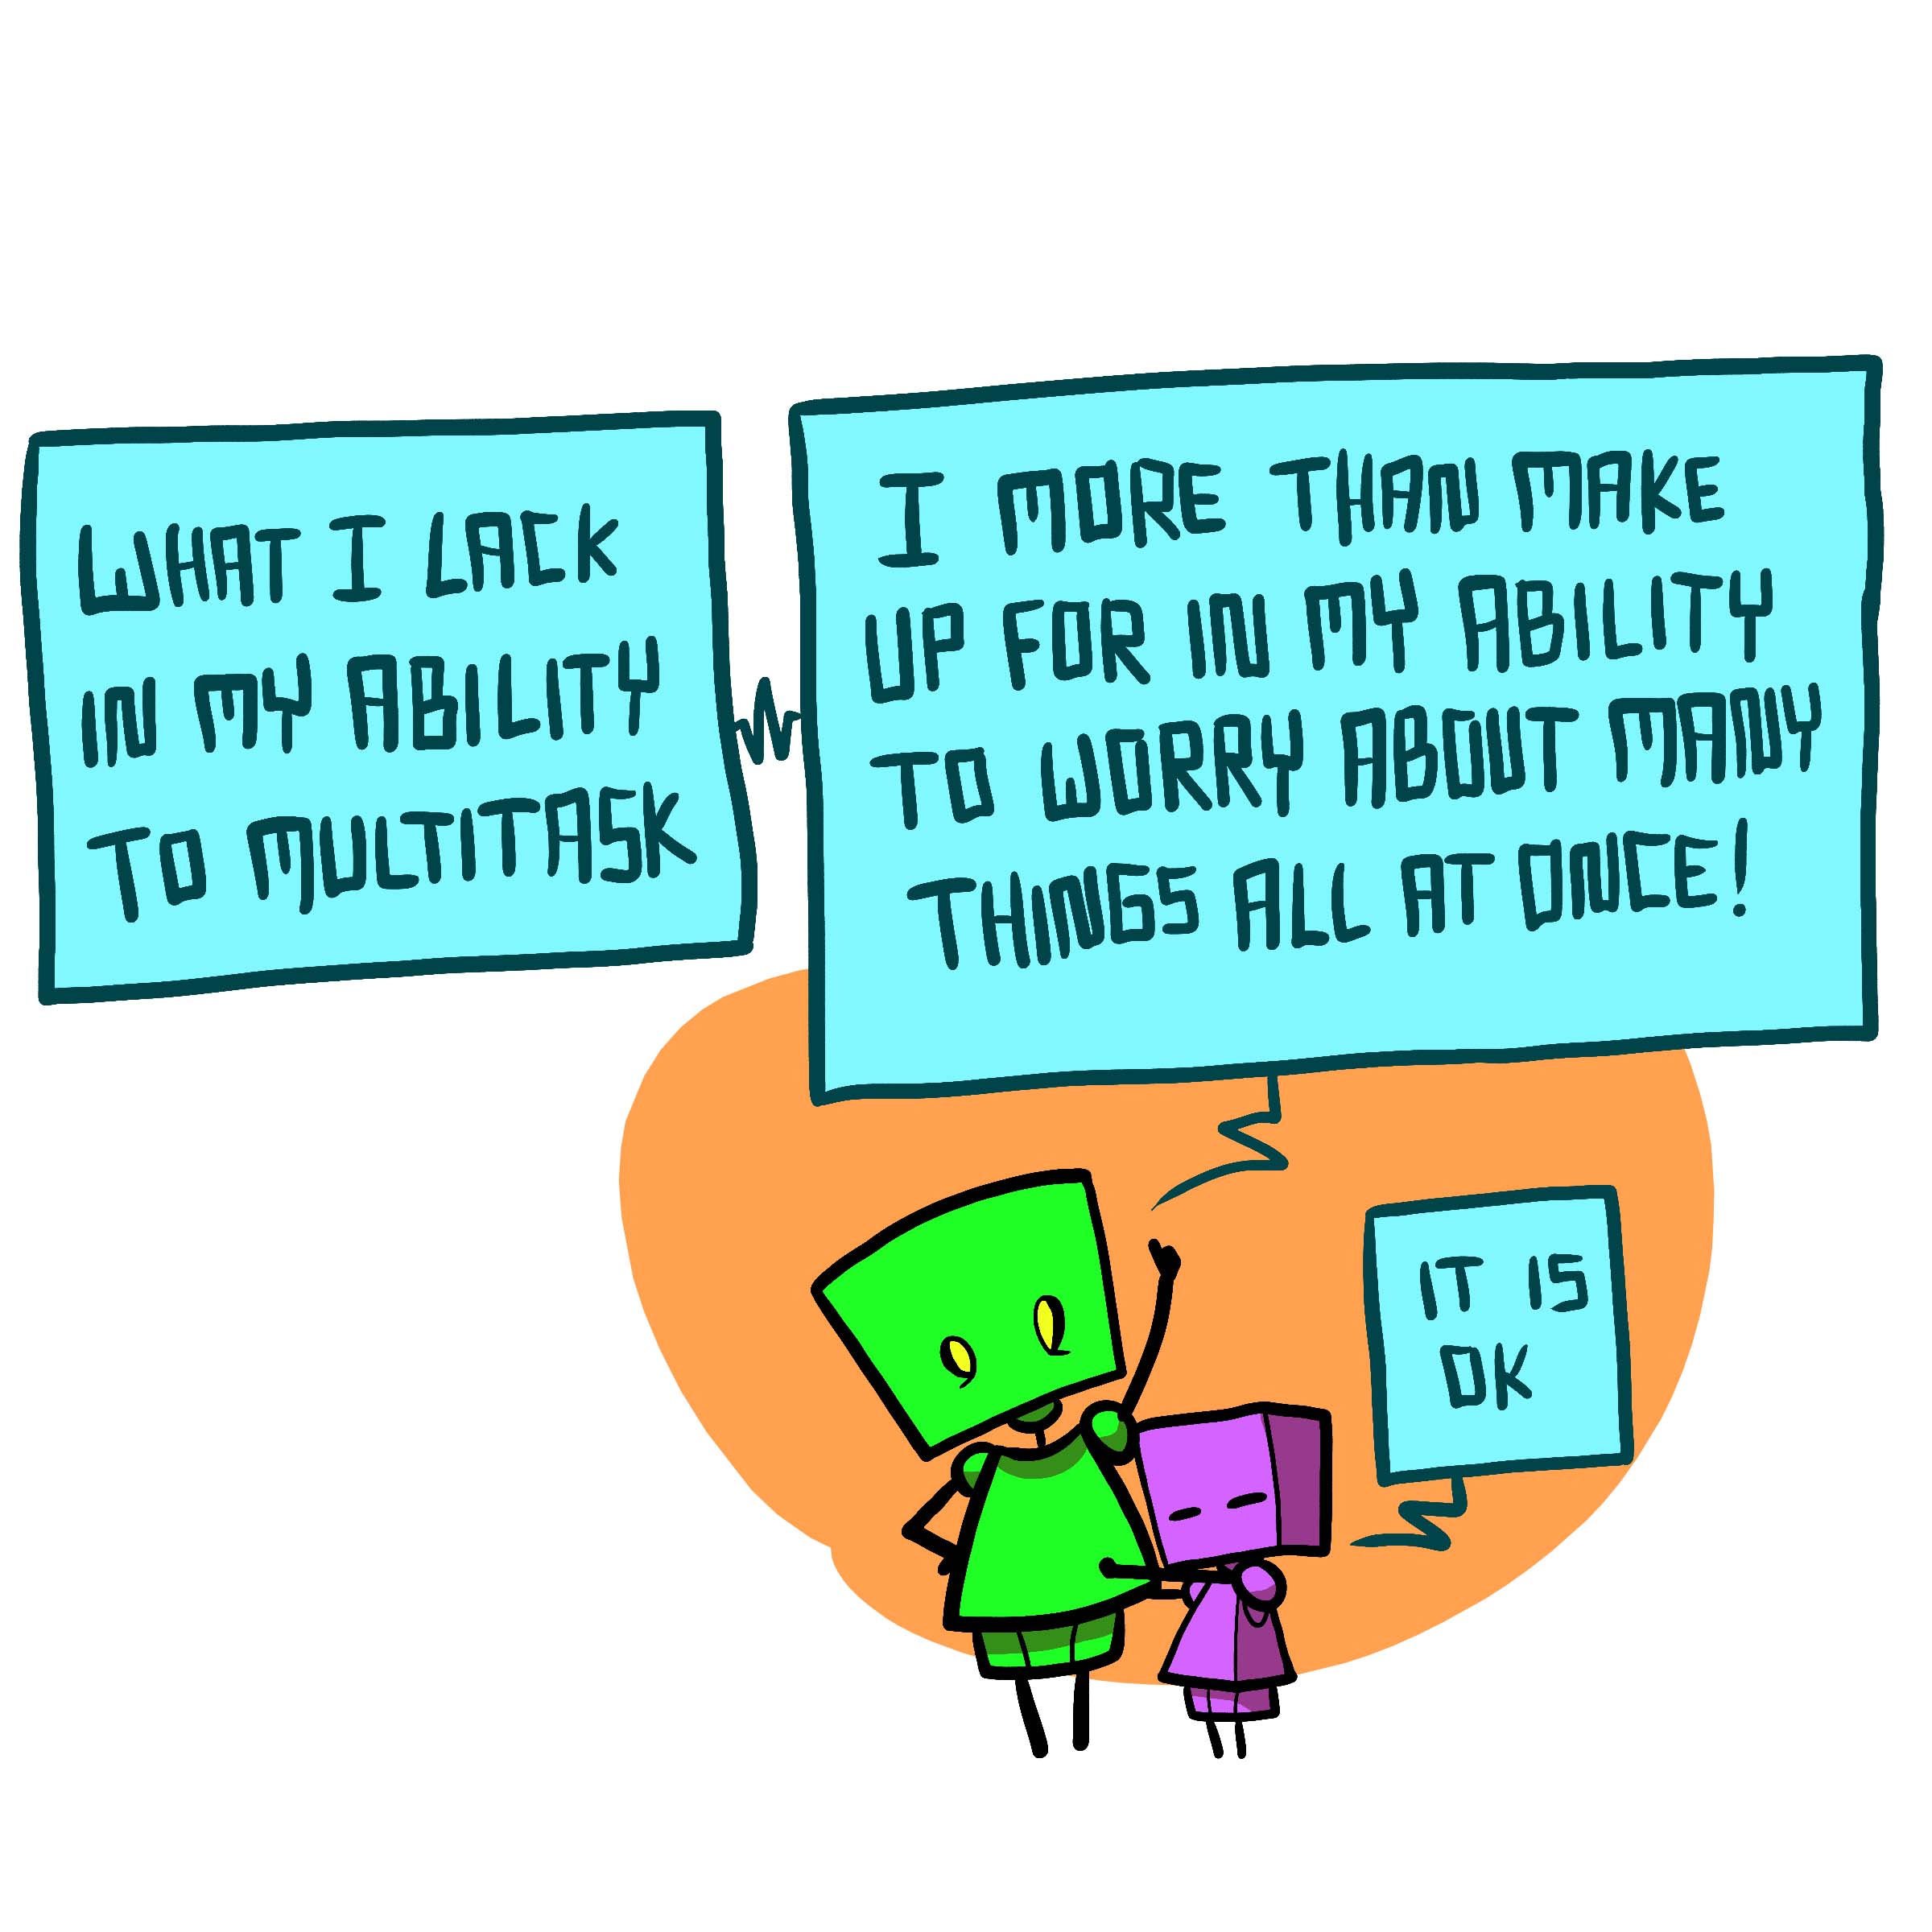 WHAT I LACK
IN MY ABILITY
TO MULTITASK
I MORE THAN MAKE
UP FOR IN MY ABILITY
TO WORRY ABOUT MANY
THINGS ALL AT ONCE!
IT IS
OK